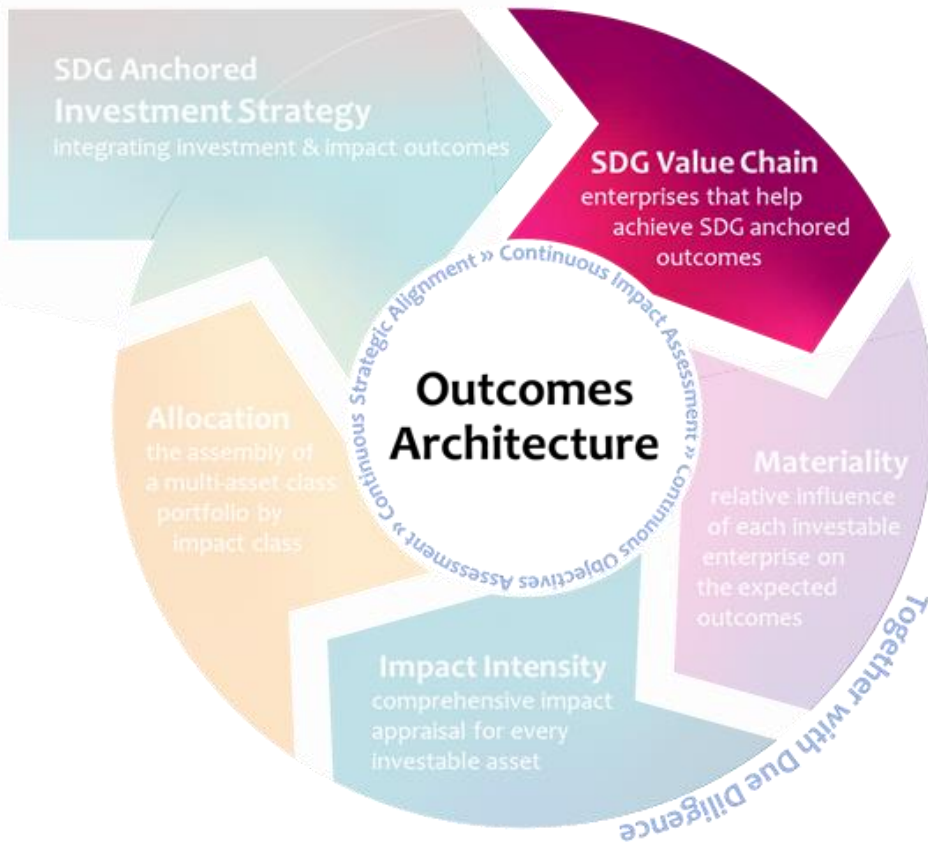 SDG Anchored
Investment Strategy
integrating investment & impact outcomes
SDG Value Chain
enterprises that help
achieve SDG anchored
outcomes
Materiality
relative influence
of each investable
enterprise on
the expected
outcomes
Together with Due Diligence
Impact Intensity
comprehensive impact
appraisal for every
investable asset
Allocation
the assembly of
a multi-asset class
portfolio by
impact class
Continuous Strategic Alignment » Continuous Impact Assessment » Continuous Objectives Assessment »
Outcomes
Architecture